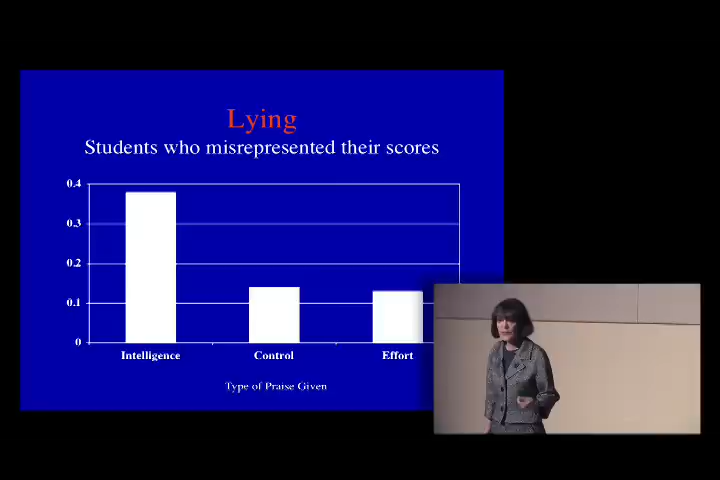 Lying
Students who misrepresented their scores
0.4
0.3
0.2
0.1
0
Intelligence Control Effort
Type of Praise Given